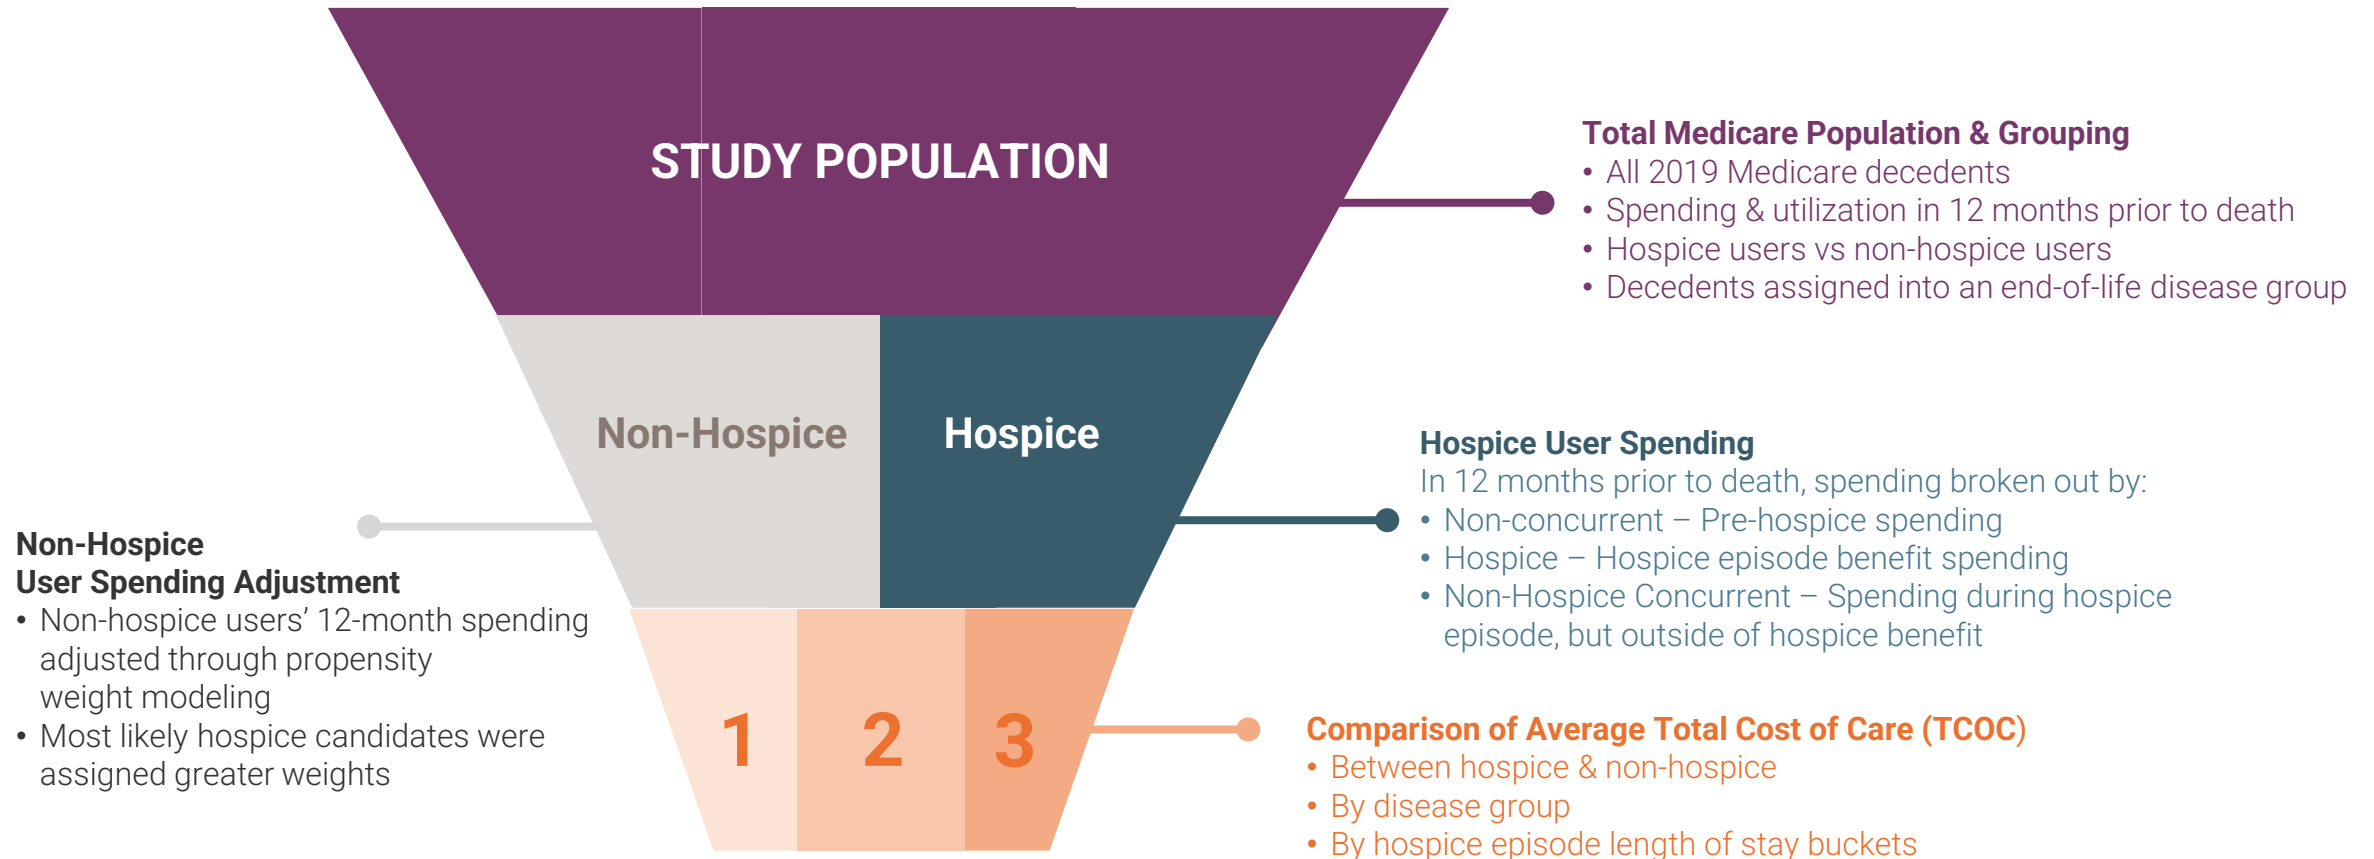 STUDY POPULATION
Total Medicare Population & Grouping
• All 2019 Medicare decedents
• Spending & utilization in 12 months prior to death
• Hospice users vs non-hospice users
• Decedents assigned into an end-of-life disease group
Non-Hospice
Hospice
Hospice User Spending
In 12 months prior to death, spending broken out by:
• Non-concurrent – Pre-hospice spending
• Hospice – Hospice episode benefit spending
• Non-Hospice Concurrent – Spending during hospice
episode, but outside of hospice benefit
Non-Hospice
User Spending Adjustment
• Non-hospice users’ 12-month spending
adjusted through propensity
weight modeling
• Most likely hospice candidates were
assigned greater weights
1
2
3
Comparison of Average Total Cost of Care (TCOC)
• Between hospice & non-hospice
• By disease group
• By hospice episode length of stay buckets